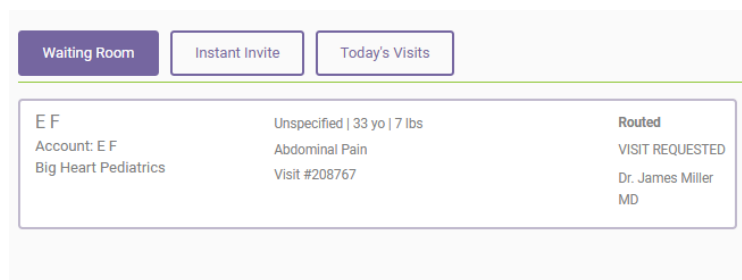 Waiting Room
Instant Invite
Today's Visits
E F
Account: E F
Big Heart Pediatrics
Unspecified | 33 yo | 7 lbs
Abdominal Pain
Visit #208767
Routed
VISIT REQUESTED
Dr. James Miller
MD